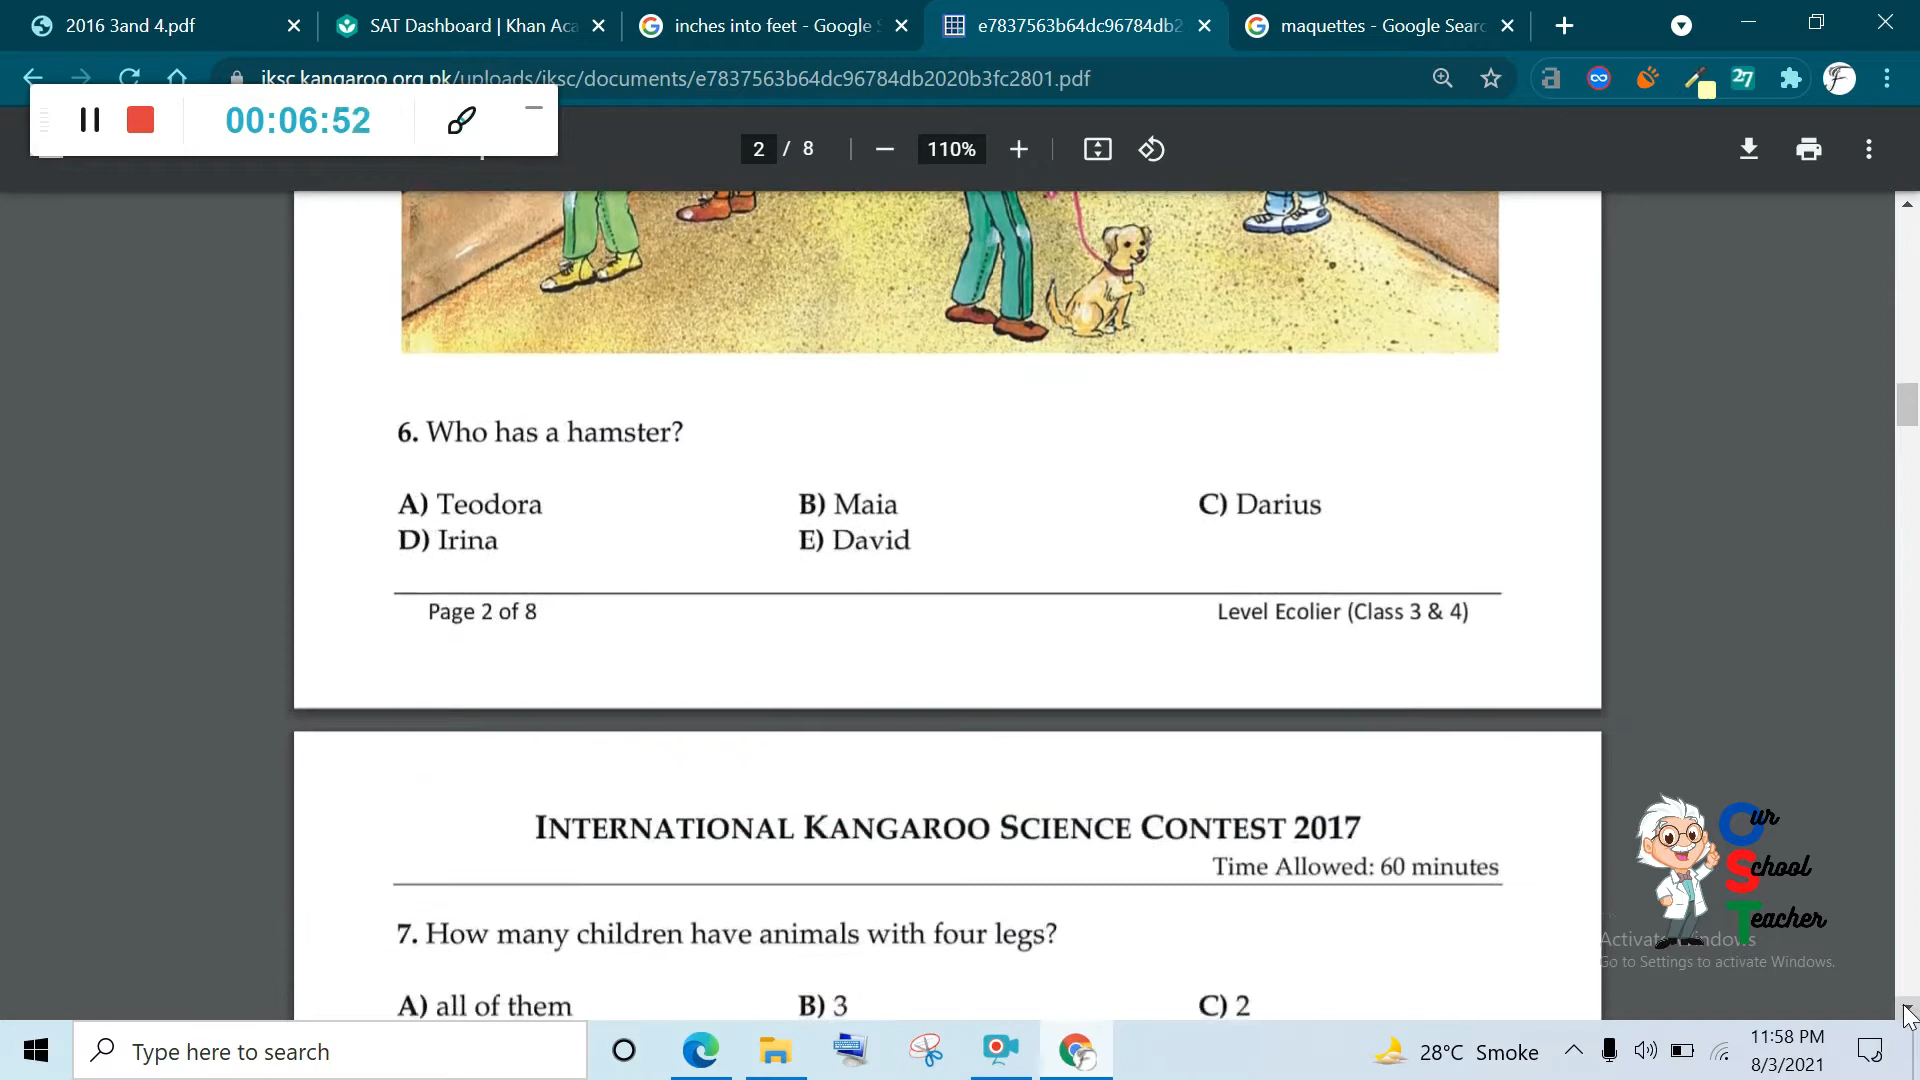 2016 3and 4.pdf
SAT Dashboard | Khan Aca
inches into feet - Google S
e7837563b64dc96784db2
maquettes - Google Searc
iksc.kangaroo.org.pk/uploads/iksc/documents/e7837563b64dc96784db2020b3fc2801.pdf
27
00:06:52
2 / 8
110%
6. Who has a hamster?
A) Teodora
B) Maia
C) Darius
D) Irina
E) David
Page 2 of 8
Level Ecolier (Class 3 & 4)
INTERNATIONAL KANGAROO SCIENCE CONTEST 2017
Time Allowed: 60 minutes
7. How many children have animals with four legs?
A) all of them
B) 3
C) 2
Our
School
Teacher
Activate Windows
Go to Settings to activate Windows.
Type here to search
28°C Smoke
11:58 PM
8/3/2021